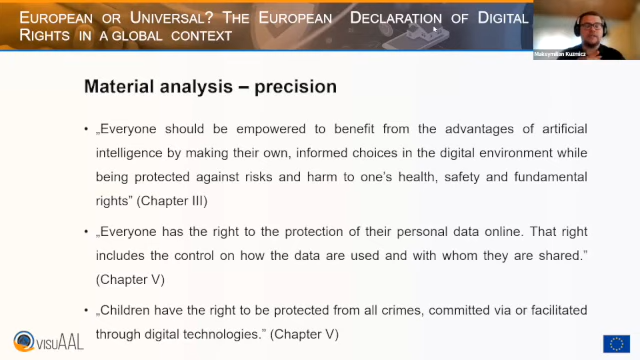 EUROPEAN OR UNIVERSAL? THE EUROPEAN DECLARATION OF DIGITAL
RIGHTS IN A GLOBAL CONTEXT
Maksymilian Kuźmicz
Material analysis – precision
• „Everyone should be empowered to benefit from the advantages of artificial
intelligence by making their own, informed choices in the digital environment while
being protected against risks and harm to one's health, safety and fundamental
rights” (Chapter III)
• „Everyone has the right to the protection of their personal data online. That right
includes the control on how the data are used and with whom they are shared.”
(Chapter V)
• „Children have the right to be protected from all crimes, committed via or facilitated
through digital technologies.” (Chapter V)
visuAAL